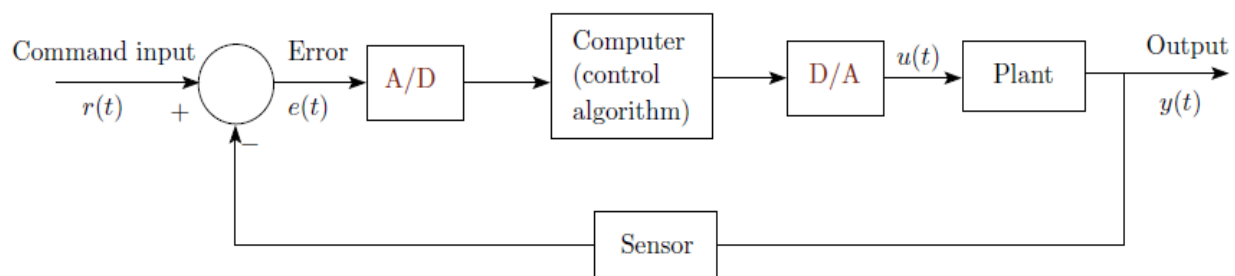 Command input
r(t)
+
−
Error
e(t)
A/D
Computer
(control
algorithm)
D/A
u(t)
Plant
Output
y(t)
Sensor